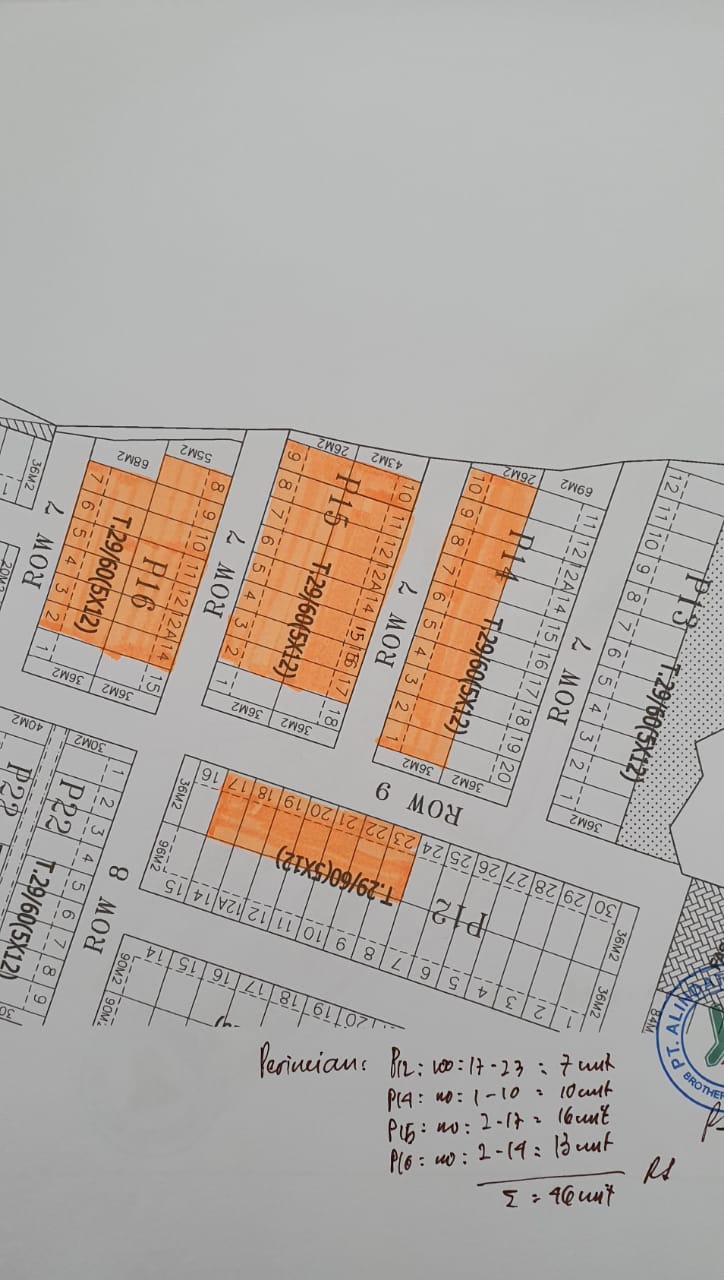 36M2
1
20M2
ROW 7
68M2
55M2
7 6 5 4 3 2 1
8 9 10 11 12 12A 14 15
P16
T.29/60(5X12)
36M2
36M2
ROW 7
26M2
43M2
9 8 7 6 5 4 3 2 1
10 11 12 12A 14 15 16 17 18
P15
T.29/60(5X12)
36M2
36M2
ROW 7
26M2
69M2
10 9 8 7 6 5 4 3 2 1
11 12 12A 14 15 16 17 18 19 20
P14
T.29/60(5X12)
36M2
36M2
ROW 7
12 11 10 9 8 7 6 5 4 3 2 1
P13
T.29/60(5X12)
36M2
ROW 9
40M2
30M2
P22
P22
T.29/60(5X12)
1 2 3 4 5 6 7 8 9
ROW 8
36M2
96M2
16 17 18 19 20 21 22 23 24 25 26 27 28 29 30
T.29/60(5X12)
P12
15 14 12A 12 11 10 9 8 7 6 5 4 3 2 1
36M2
36M2
90M2
90M
14 15 16 17 18 19 20
84M
PT. ALINDA
BROTHER
Perincian: P12: no: 17-23 = 7 unit
P14: no: 1-10 = 10 unit
P15: no: 2-17 = 16 unit
P16: no: 2-14 = 13 unit
Σ = 46 unit